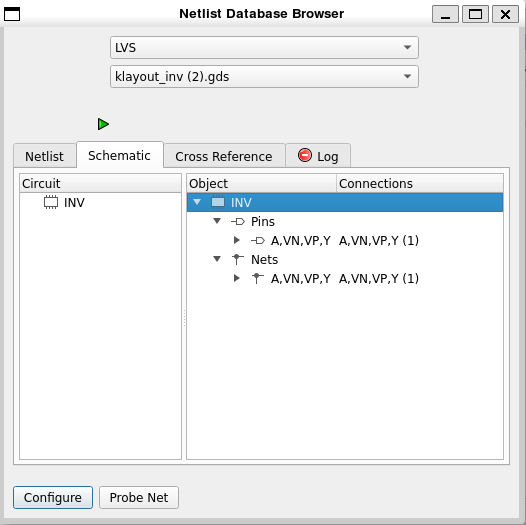 Netlist Database Browser
LVS
klayout_inv (2).gds
Netlist Schematic Cross Reference Log
Circuit Object Connections
INV INV
Pins
A,VN,VP,Y A,VN,VP,Y (1)
Nets
A,VN,VP,Y A,VN,VP,Y (1)
Configure Probe Net